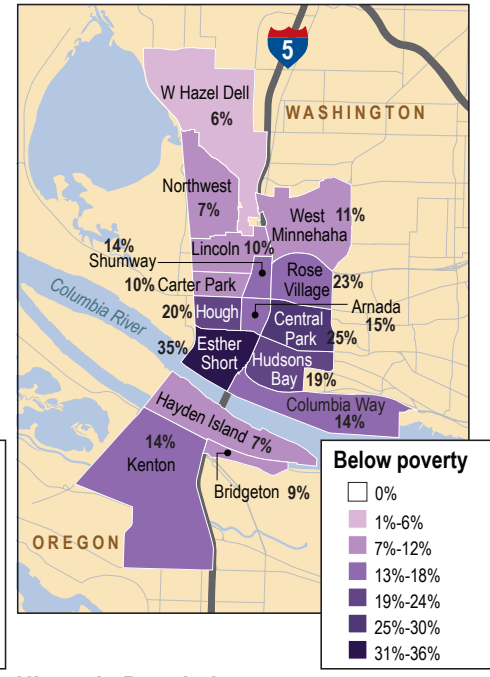 5
W Hazel Dell
6%
WASHINGTON
Northwest
7%
West 11%
Minnehaha
14%
Shumway
Lincoln 10%
Rose
Village
23%
10% Carter Park
Arnada
15%
Columbia River
20% Hough
Central
Park 25%
35% Esther
Short
Hudsons
Bay 19%
Columbia Way
14%
Hayden Island 7%
14%
Kenton
Bridgeton 9%
OREGON
Below poverty
0%
1%-6%
7%-12%
13%-18%
19%-24%
25%-30%
31%-36%